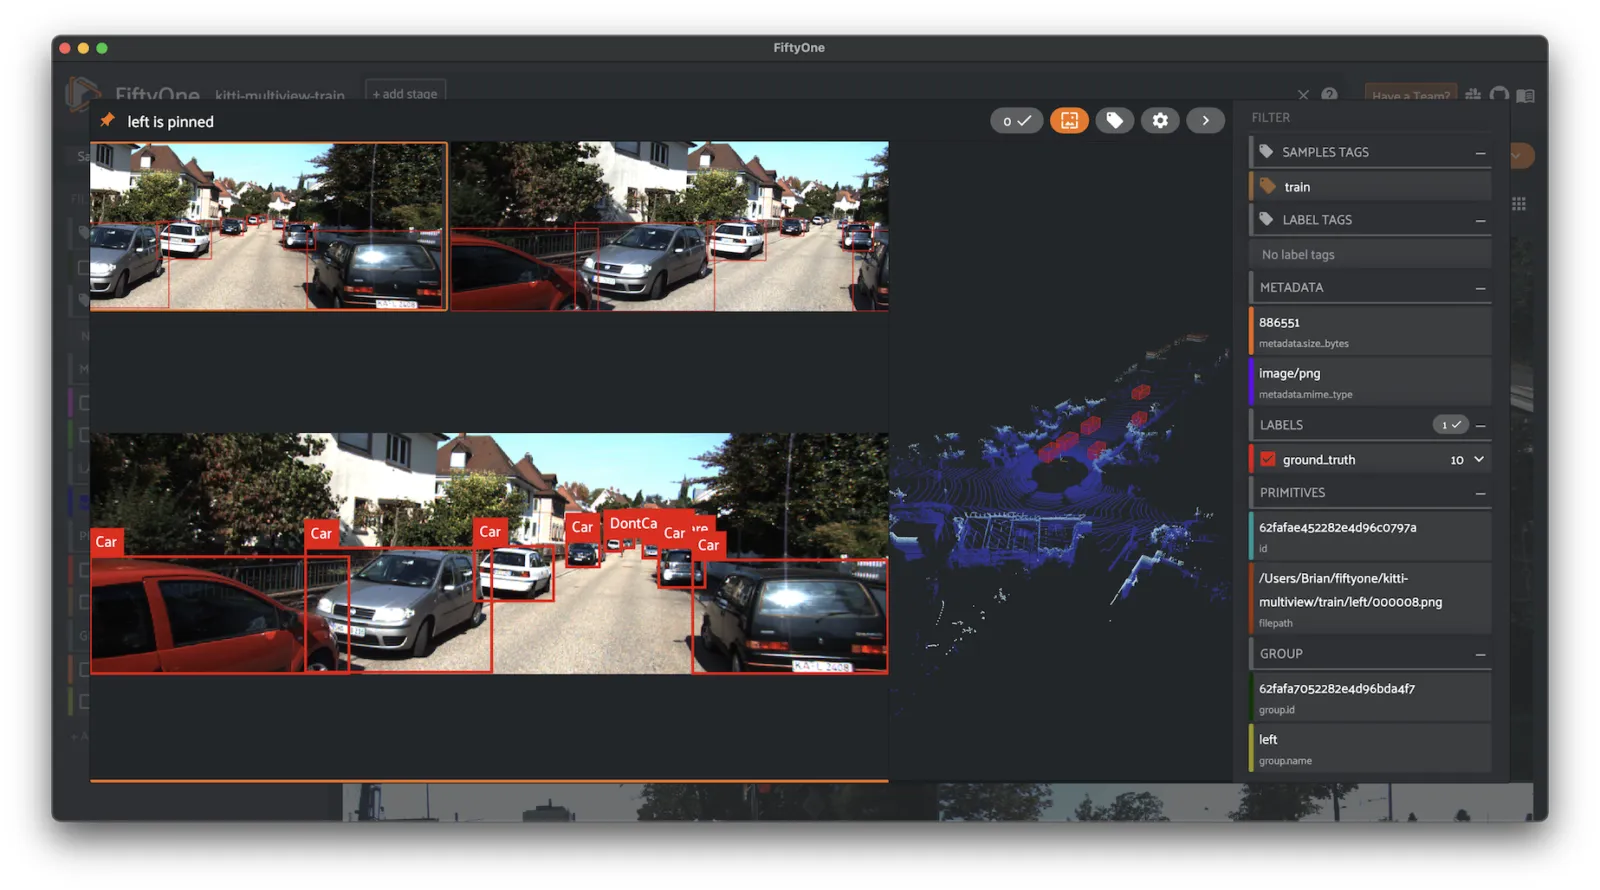 FiftyOne
FiftyOne
kitti-multiview-train
+ add stage
Have a Team?
left is pinned
0
FILTER
SAMPLES TAGS
train
LABEL TAGS
No label tags
METADATA
886551
metadata.size_bytes
image/png
metadata.mime_type
LABELS
1
ground_truth
10
PRIMITIVES
62fafae452282e4d96c0797a
id
/Users/Brian/fiftyone/kitti-
multiview/train/left/000008.png
filepath
GROUP
62fafa7052282e4d96bda4f7
group.id
left
group.name
Car
Car
Car
Car
DontCa
Car
Car
KA·L 2408